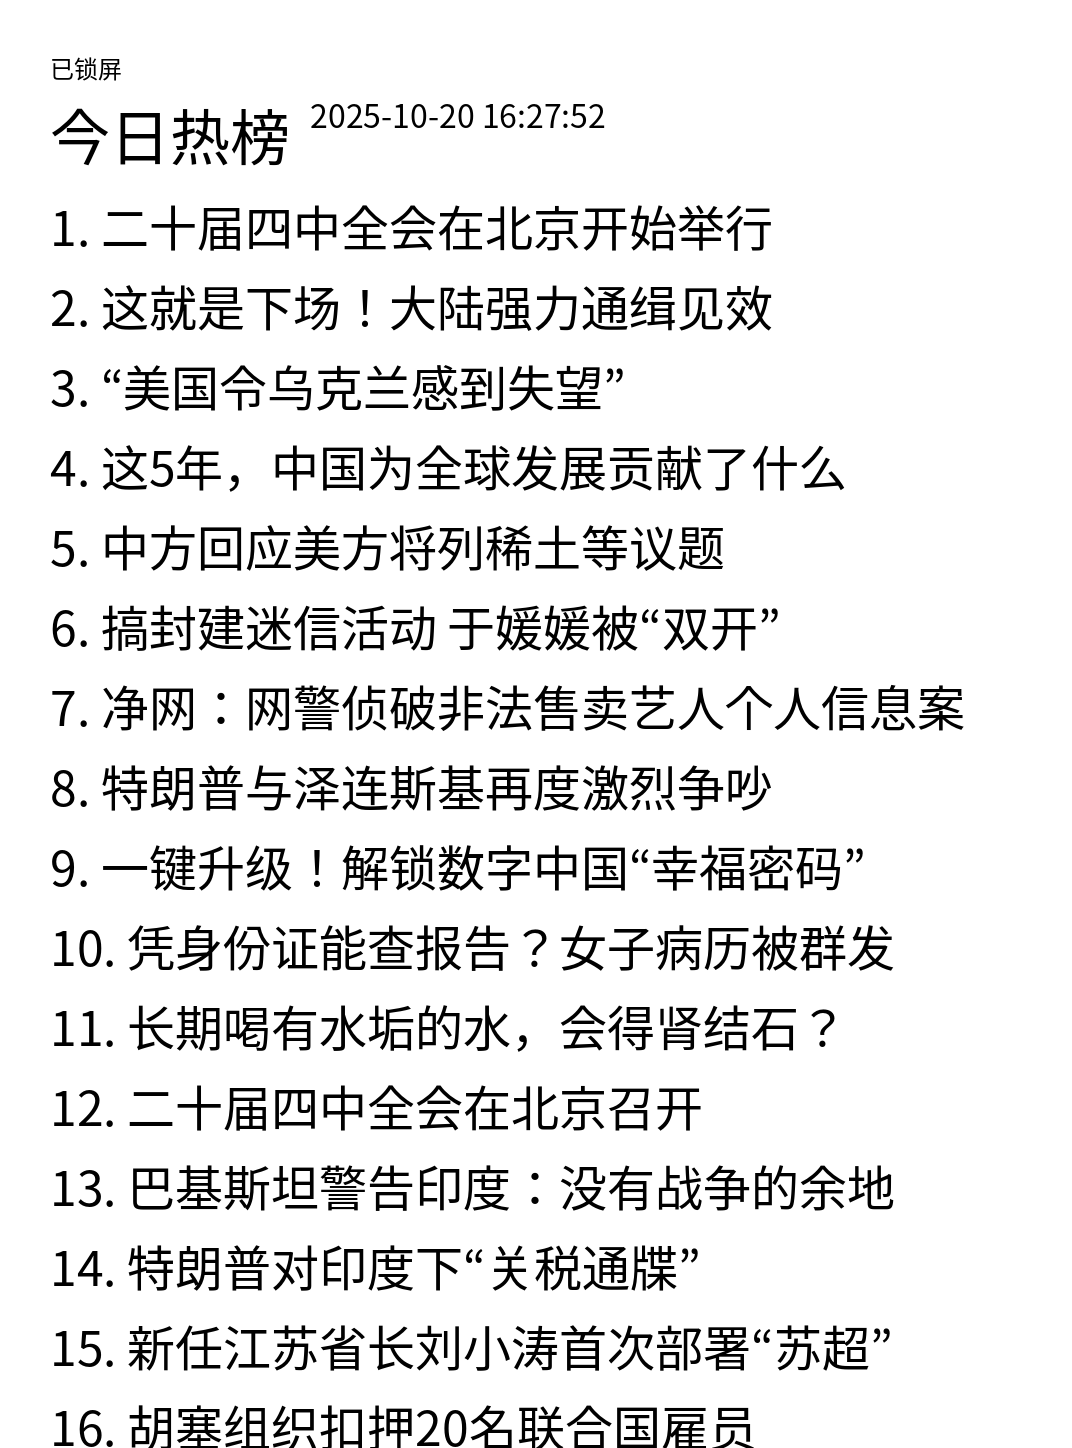 已锁屏
今日热榜 2025-10-20 16:27:52
1. 二十届四中全会在北京开始举行
2. 这就是下场！大陆强力通缉见效
3. “美国令乌克兰感到失望”
4. 这5年，中国为全球发展贡献了什么
5. 中方回应美方将列稀土等议题
6. 搞封建迷信活动 于媛媛被“双开”
7. 净网：网警侦破非法售卖艺人个人信息案
8. 特朗普与泽连斯基再度激烈争吵
9. 一键升级！解锁数字中国“幸福密码”
10. 凭身份证能查报告？女子病历被群发
11. 长期喝有水垢的水，会得肾结石？
12. 二十届四中全会在北京召开
13. 巴基斯坦警告印度：没有战争的余地
14. 特朗普对印度下“关税通牒”
15. 新任江苏省长刘小涛首次部署“苏超”
16. 胡塞组织扣押20名联合国雇员